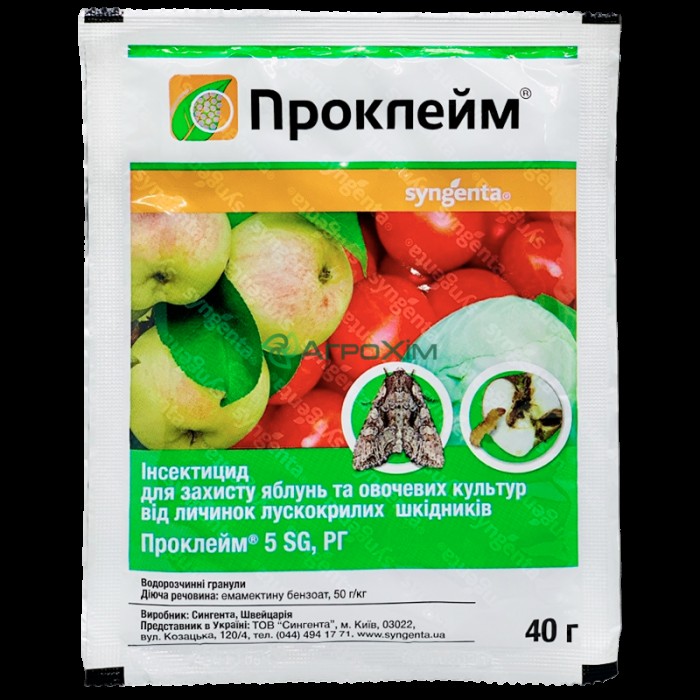 Проклейм®
syngenta®
АгроХім
Інсектицид
для захисту яблунь та овочевих культур
від личинок лускокрилих шкідників
Проклейм® 5 SG, РГ
Водорозчинні гранули
Діюча речовина: емамектину бензоат, 50 г/кг
Виробник: Сингента, Швейцарія
Представник в Україні: ТОВ "Сингента", м. Київ, 03022,
вул. Козацька, 120/4, тел. (044) 494 17 71, www.syngenta.ua
40 г